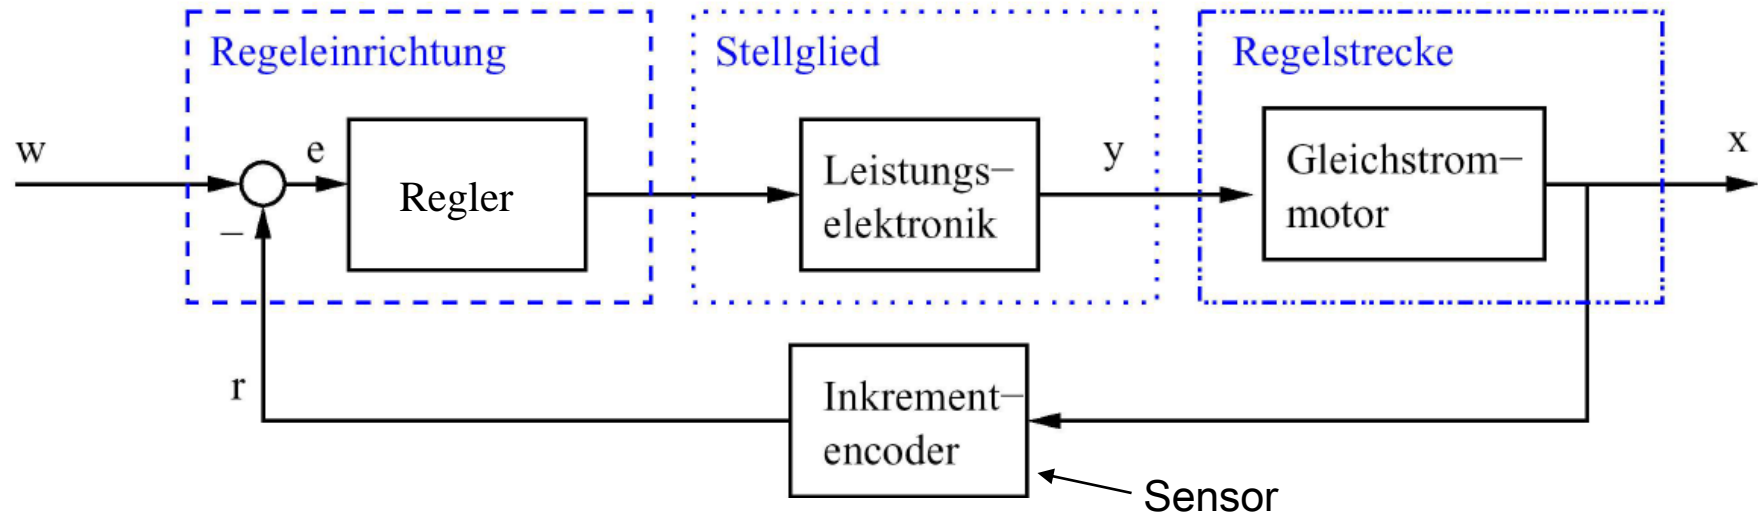 Regeleinrichtung
Stellglied
Regelstrecke
w
e
Regler
Leistungs–
elektronik
y
Gleichstrom–
motor
x
–
r
Inkrement–
encoder
Sensor